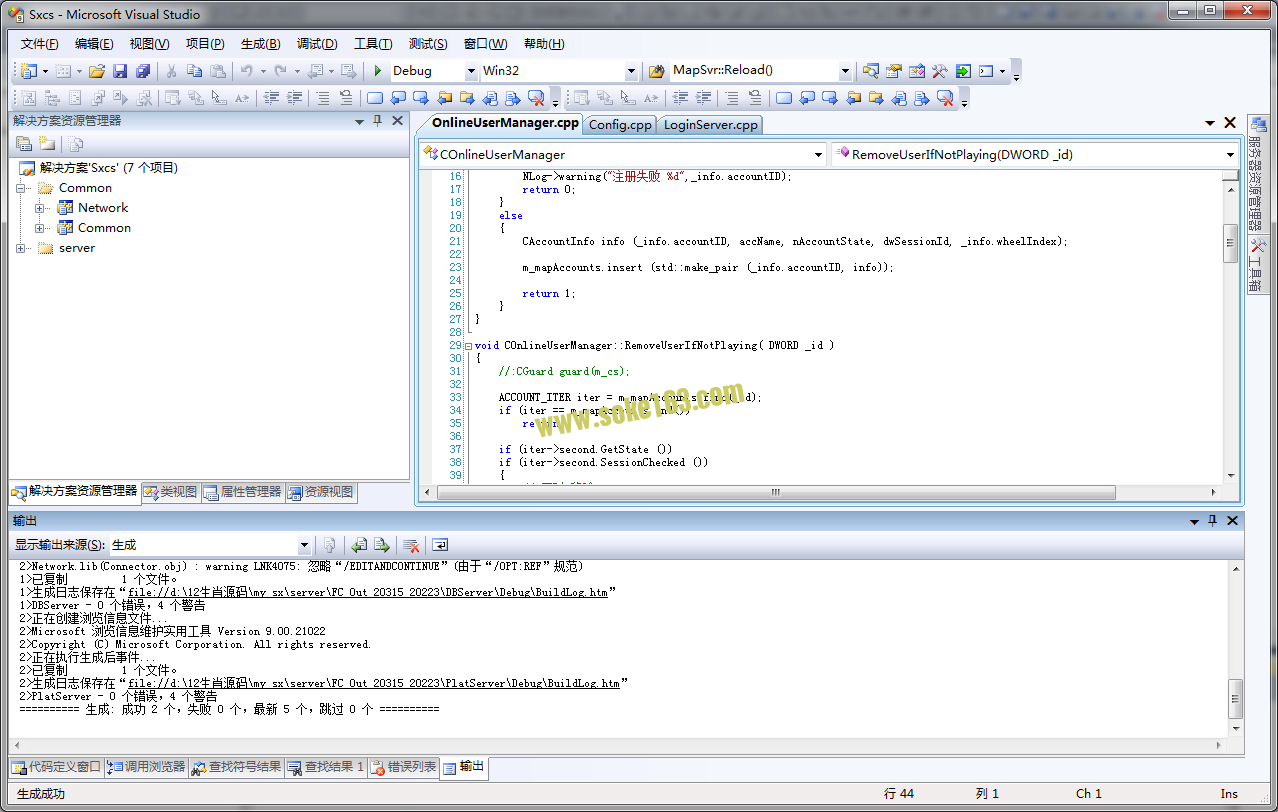 Sxcs - Microsoft Visual Studio
文件(F) 编辑(E) 视图(V) 项目(P) 生成(B) 调试(D) 工具(T) 测试(S) 窗口(W) 帮助(H)
Debug Win32 MapSvr::Reload()
解决方案资源管理器
解决方案'Sxcs' (7 个项目)
Common
Network
Common
server
解决方案资源管理器 类视图 属性管理器 资源视图
OnlineUserManager.cpp Config.cpp LoginServer.cpp
COnlineUserManager RemoveUserIfNotPlaying(DWORD _id)
16 NLog->warning("注册失败 %d",_info.accountID);
17 return 0;
18 }
19 else
20 {
21 CAccountInfo info (_info.accountID, accName, nAccountState, dwSessionId, _info.wheelIndex);
22
23 m_mapAccounts.insert (std::make_pair (_info.accountID, info));
24
25 return 1;
26 }
27 }
28
29 void COnlineUserManager::RemoveUserIfNotPlaying( DWORD _id )
30 {
31 //:CGuard guard(m_cs);
32
33 ACCOUNT_ITER iter = m_mapAccounts.find(_id);
34 if (iter == m_mapAccounts.end())
35 return
36
37 if (iter->second.GetState ())
38 if (iter->second.SessionChecked ())
39 {
www.soke163.com
服务器资源管理器
工具箱
输出
显示输出来源(S): 生成
2>Network.lib(Connector.obj) : warning LNK4075: 忽略“/EDITANDCONTINUE”(由于“/OPT:REF”规范)
1>已复制 1 个文件。
1>生成日志保存在“file://d:\12生肖源码\my_sx\server\FC_Out_20315_20223\DBServer\Debug\BuildLog.htm”
1>DBServer - 0 个错误，4 个警告
2>正在创建浏览信息文件...
2>Microsoft 浏览信息维护实用工具 Version 9.00.21022
2>Copyright (C) Microsoft Corporation. All rights reserved.
2>正在执行生成后事件...
2>已复制 1 个文件。
2>生成日志保存在“file://d:\12生肖源码\my_sx\server\FC_Out_20315_20223\PlatServer\Debug\BuildLog.htm”
2>PlatServer - 0 个错误，4 个警告
========== 生成: 成功 2 个，失败 0 个，最新 5 个，跳过 0 个 ==========
代码定义窗口 调用浏览器 查找符号结果 查找结果 1 错误列表 输出
生成成功 行 44 列 1 Ch 1 Ins